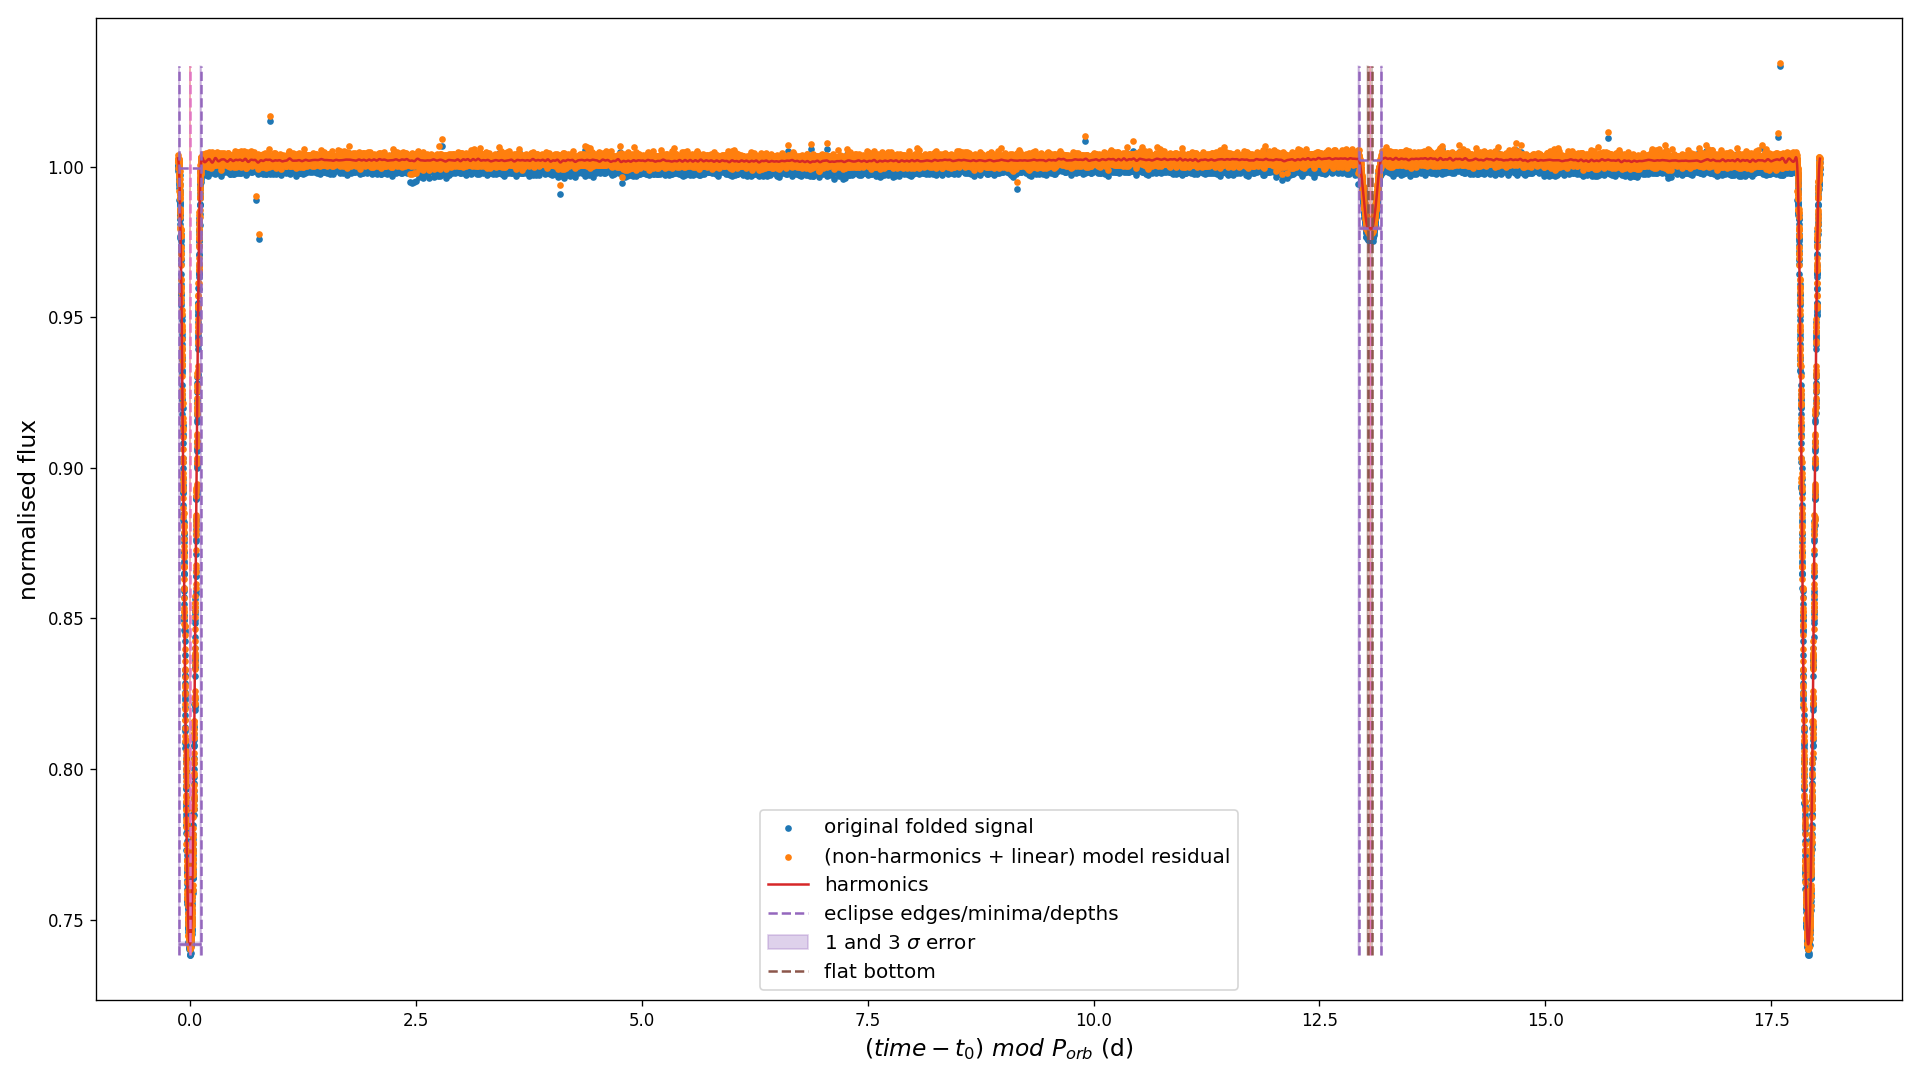 normalised flux
1.00
0.95
0.90
0.85
0.80
0.75
original folded signal
(non-harmonics + linear) model residual
harmonics
eclipse edges/minima/depths
1 and 3 σ error
flat bottom
0.0 2.5 5.0 7.5 10.0 12.5 15.0 17.5
(time − t₀) mod Pₒᵣᵦ (d)